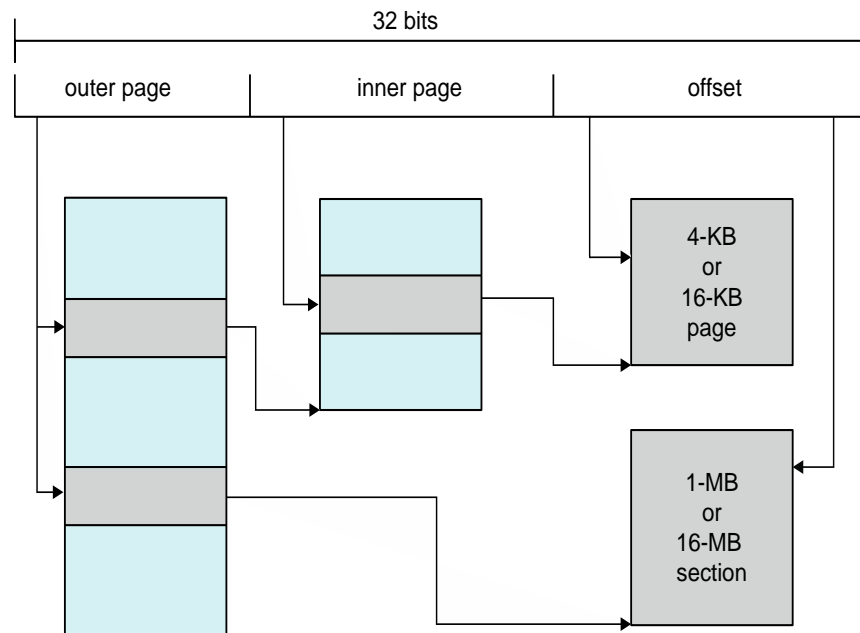 32 bits
outer page
inner page
offset
4-KB
or
16-KB
page
1-MB
or
16-MB
section